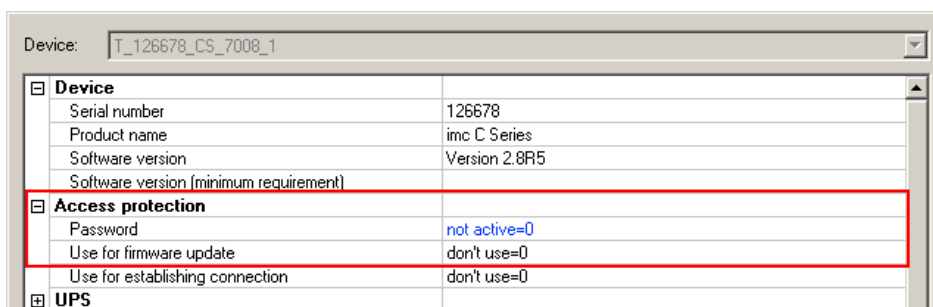 Device: T_126678_CS_7008_1
Device
Serial number 126678
Product name imc C Series
Software version Version 2.8R5
Software version (minimum requirement)
Access protection
Password not active=0
Use for firmware update don't use=0
Use for establishing connection don't use=0
UPS